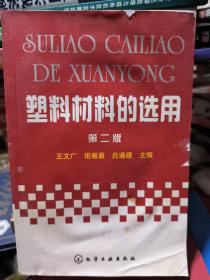 SULIAO CAILIAO
DE XUANYONG
塑料材料的选用
第二版
王文广 田雁晨 吕通建 主编
化学工业出版社